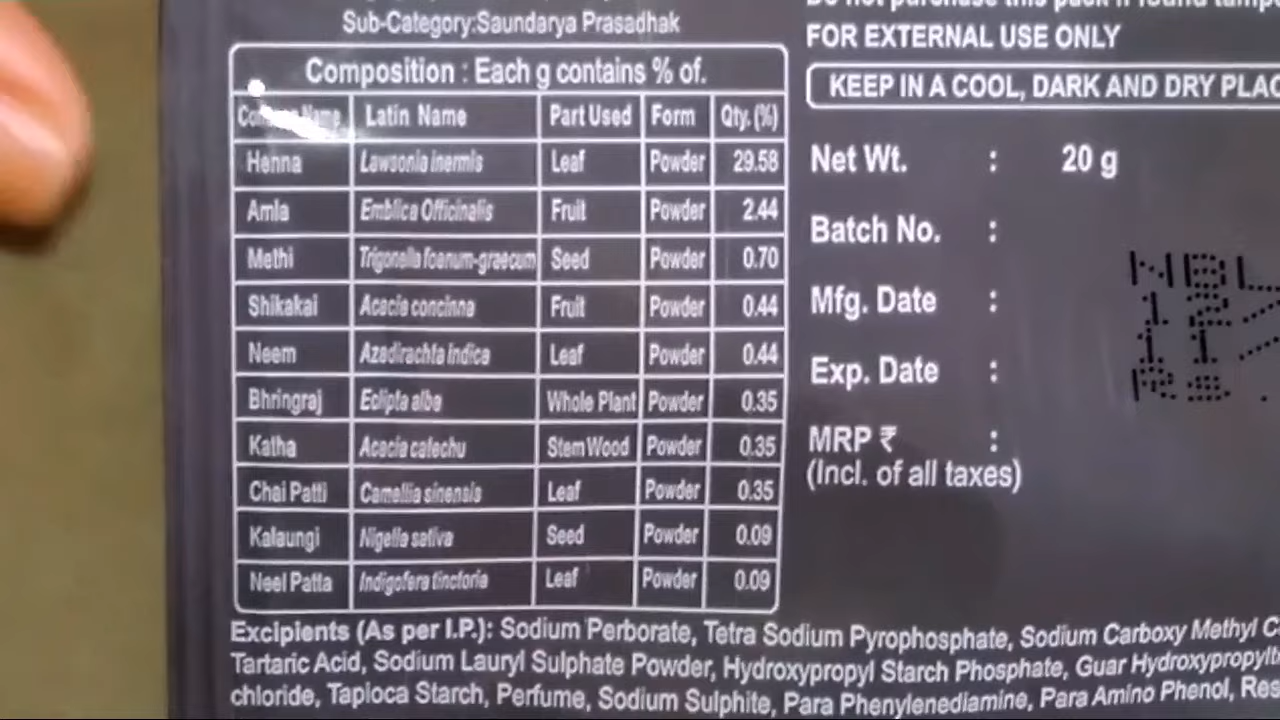 Sub-Category:Saundarya Prasadhak
Composition : Each g contains % of.
Common Name Latin Name Part Used Form Qty. (%)
Henna Lawsonia inermis Leaf Powder 29.58
Amla Emblica Officinalis Fruit Powder 2.44
Methi Trigonella foenum-graecum Seed Powder 0.70
Shikakai Acacia concinna Fruit Powder 0.44
Neem Azadirachta indica Leaf Powder 0.44
Bhringraj Eclipta alba Whole Plant Powder 0.35
Katha Acacia catechu Stem Wood Powder 0.35
Chai Patti Camellia sinensis Leaf Powder 0.35
Kalaungi Nigella sativa Seed Powder 0.09
Neel Patta Indigofera tinctoria Leaf Powder 0.09
Excipients (As per I.P.): Sodium Perborate, Tetra Sodium Pyrophosphate, Sodium Carboxy Methyl C
Tartaric Acid, Sodium Lauryl Sulphate Powder, Hydroxypropyl Starch Phosphate, Guar Hydroxypropylt
chloride, Tapioca Starch, Perfume, Sodium Sulphite, Para Phenylenediamine, Para Amino Phenol, Res
Do not purchase this pack if found tampe
FOR EXTERNAL USE ONLY
KEEP IN A COOL, DARK AND DRY PLAC
Net Wt. : 20 g
Batch No. : NBL
Mfg. Date : 12
Exp. Date : 11
MRP ₹ : Rs.
(Incl. of all taxes)